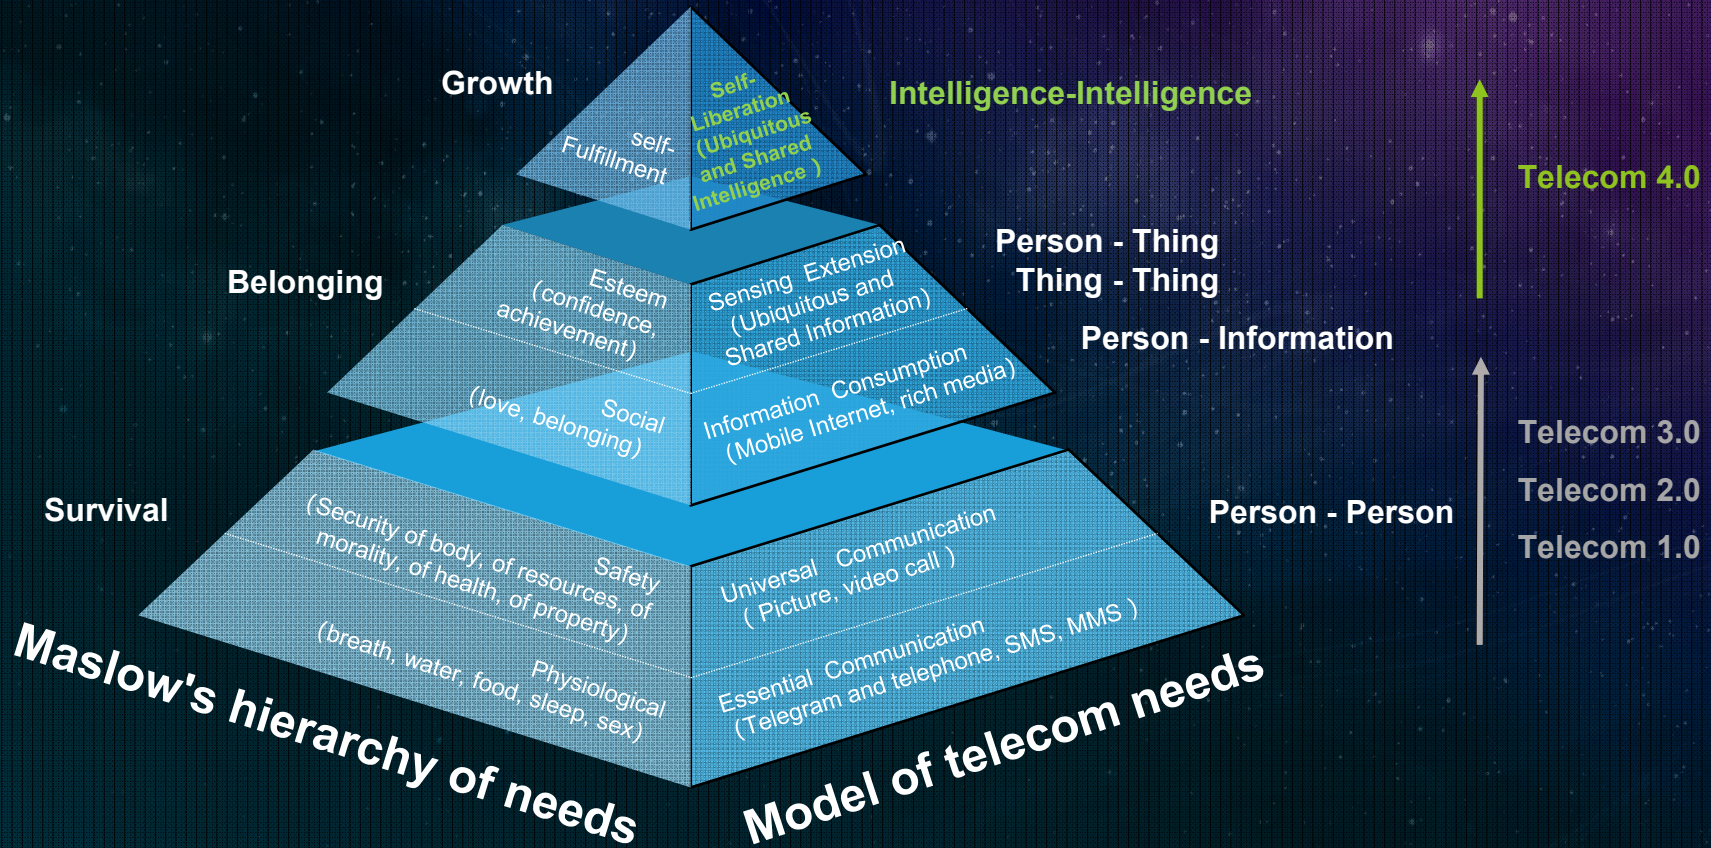 Growth
self-
Fulfillment
Self-
Liberation
(Ubiquitous
and Shared
Intelligence )
Intelligence-Intelligence
Telecom 4.0
Belonging
Esteem
(confidence,
achievement)
Sensing Extension
(Ubiquitous and
Shared Information)
Person - Thing
Thing - Thing
Social
(love, belonging)
Information Consumption
(Mobile Internet, rich media)
Person - Information
Telecom 3.0
Telecom 2.0
Telecom 1.0
Survival
Safety
(Security of body, of resources, of
morality, of health, of property)
Universal Communication
( Picture, video call )
Person - Person
Physiological
(breath, water, food, sleep, sex)
Essential Communication
(Telegram and telephone, SMS, MMS )
Maslow's hierarchy of needs
Model of telecom needs